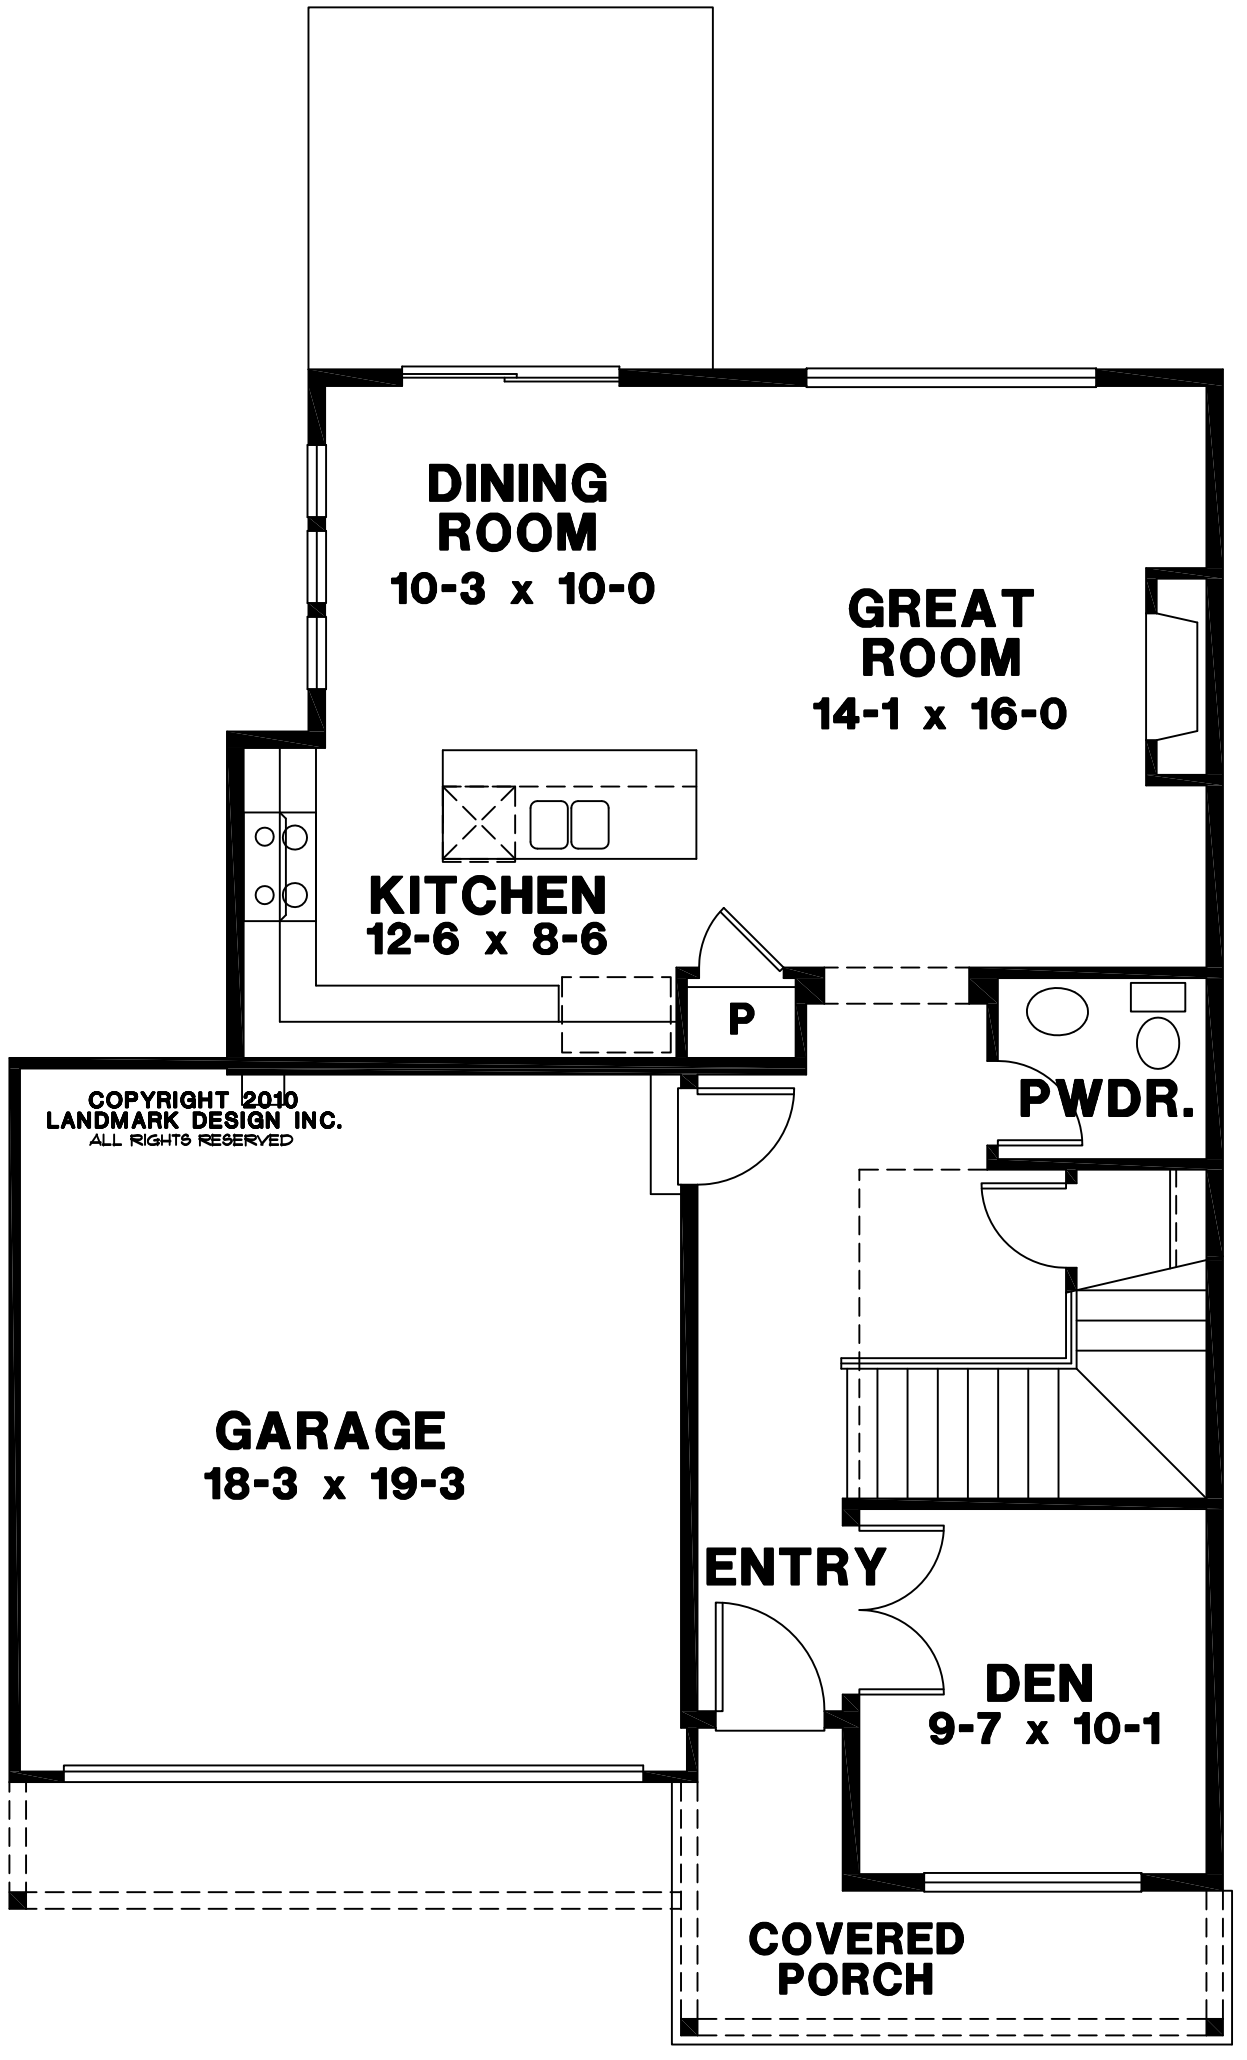 DINING
ROOM
10-3 x 10-0
GREAT
ROOM
14-1 x 16-0
KITCHEN
12-6 x 8-6
P
COPYRIGHT 2010
LANDMARK DESIGN INC.
ALL RIGHTS RESERVED
PWDR.
GARAGE
18-3 x 19-3
ENTRY
DEN
9-7 x 10-1
COVERED
PORCH